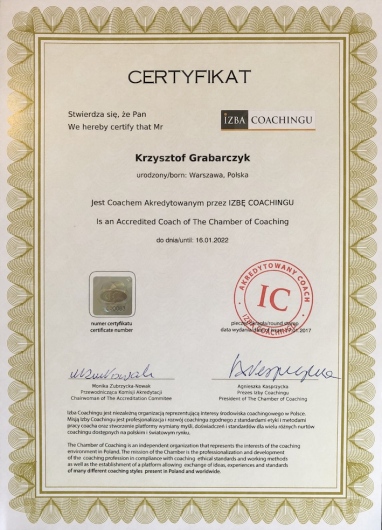 CERTYFIKAT
Stwierdza się, że Pan
We hereby certify that Mr
IZBA COACHINGU
Krzysztof Grabarczyk
urodzony/born: Warszawa, Polska
Jest Coachem Akredytowanym przez IZBĘ COACHINGU
Is an Accredited Coach of The Chamber of Coaching
do dnia/until: 16.01.2022
AKREDYTOWANY COACH
IC
IZBA COACHINGU
numer certyfikatu
certificate number
pieczęć round stamp
data wydania 2017
Monika Zubrzycka-Nowak
Przewodnicząca Komisji Akredytacji
Chairwoman of The Accreditation Committee
Agnieszka Kasprzycka
Prezes Izby Coachingu
President of The Chamber of Coaching
Izba Coachingu jest niezależną organizacją reprezentującą interesy środowiska coachingowego w Polsce.
Misją Izby Coachingu jest profesjonalizacja i rozwój coachingu zgodnego z standardami etyki i metodami
pracy coacha oraz stworzenie platformy wymiany myśli, doświadczeń i standardów dla wielu różnych nurtów
coachingu dostępnych na polskim i światowym rynku.
The Chamber of Coaching is an independent organization that represents the interests of the coaching
environment in Poland. The mission of the Chamber is the professionalization and development
of the coaching profession in compliance with coaching ethical standards and working methods
as well as the establishment of a platform allowing exchange of ideas, experiences and standards
of many different coaching styles present in Poland and worldwide.